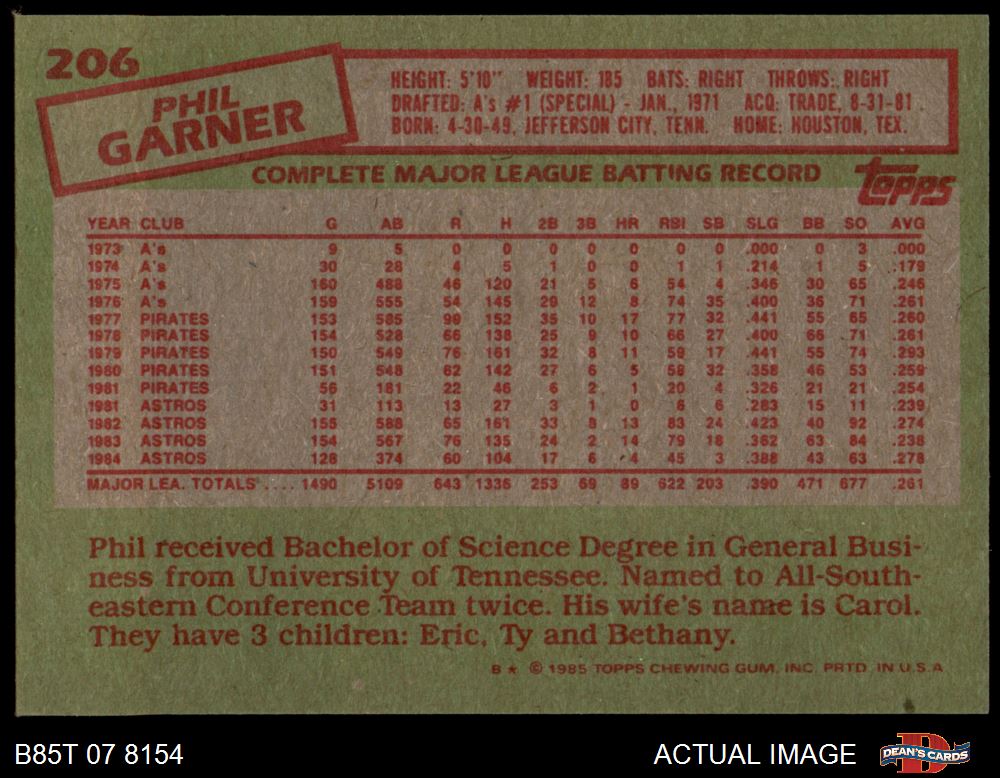 206
PHIL
GARNER
HEIGHT: 5'10" WEIGHT: 185 BATS: RIGHT THROWS: RIGHT
DRAFTED: A's #1 (SPECIAL) - JAN., 1971 ACQ: TRADE, 8-31-81
BORN: 4-30-49, JEFFERSON CITY, TENN. HOME: HOUSTON, TEX.
COMPLETE MAJOR LEAGUE BATTING RECORD
topps
YEAR CLUB G AB R H 2B 3B HR RBI SB SLG BB SO AVG
1973 A's 9 5 0 0 0 0 0 0 0 .000 0 3 .000
1974 A's 30 28 4 5 1 0 0 1 1 .214 1 5 .179
1975 A's 160 488 46 120 21 5 6 54 4 .346 30 65 .246
1976 A's 159 555 54 145 29 12 8 74 35 .400 36 71 .261
1977 PIRATES 153 585 99 152 35 10 17 77 32 .441 55 65 .260
1978 PIRATES 154 528 66 138 25 9 10 66 27 .400 66 71 .261
1979 PIRATES 150 549 76 161 32 8 11 59 17 .441 55 74 .293
1980 PIRATES 151 548 62 142 27 6 5 58 32 .358 46 53 .259
1981 PIRATES 56 181 22 46 6 2 1 20 4 .326 21 21 .254
1981 ASTROS 31 113 13 27 3 1 0 6 6 .283 15 11 .239
1982 ASTROS 155 588 65 161 33 8 13 83 24 .423 40 92 .274
1983 ASTROS 154 567 76 135 24 2 14 79 18 .362 63 84 .238
1984 ASTROS 128 374 60 104 17 6 4 45 3 .388 43 63 .278
MAJOR LEA. TOTALS .... 1490 5109 643 1336 253 69 89 622 203 .390 471 677 .261
Phil received Bachelor of Science Degree in General Busi-
ness from University of Tennessee. Named to All-South-
eastern Conference Team twice. His wife's name is Carol.
They have 3 children: Eric, Ty and Bethany.
B★ © 1985 TOPPS CHEWING GUM, INC. PRTD. IN U.S.A
B85T 07 8154
ACTUAL IMAGE
D
DEAN'S CARDS